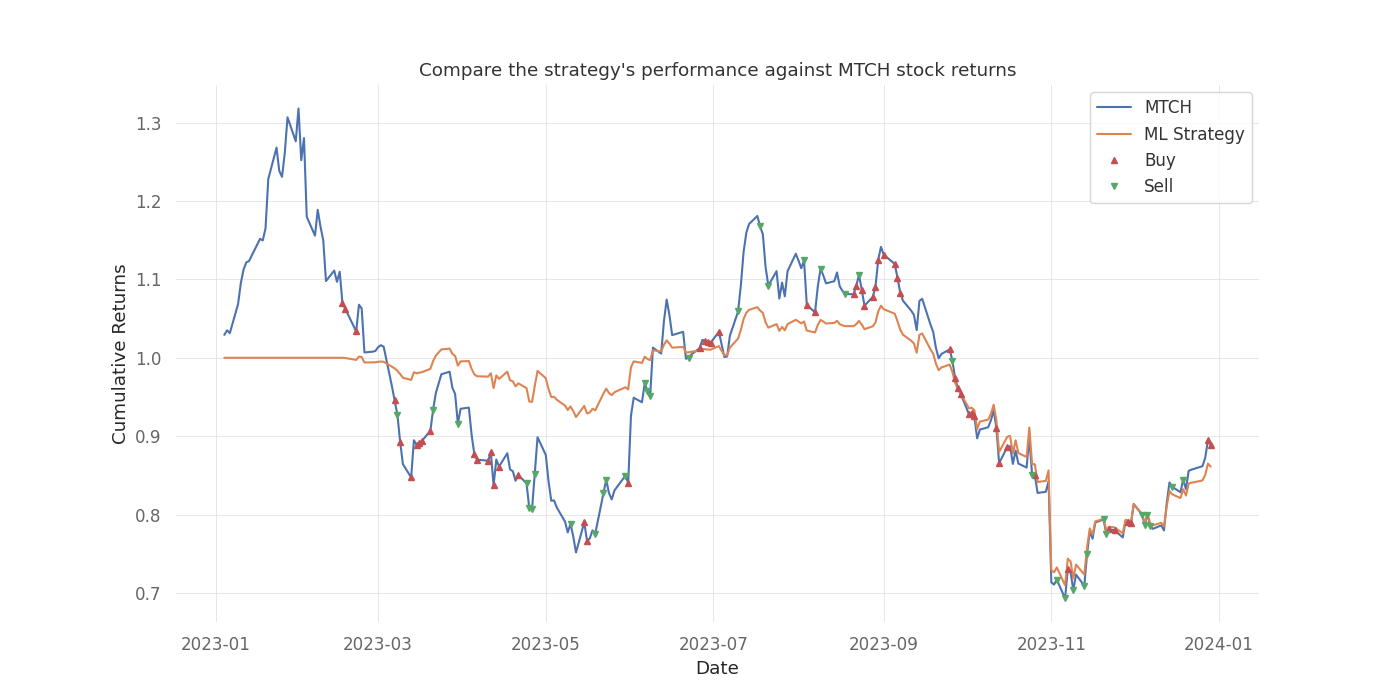 Compare the strategy's performance against MTCH stock returns
MTCH
ML Strategy
Buy
Sell
Cumulative Returns
1.3
1.2
1.1
1.0
0.9
0.8
0.7
2023-01
2023-03
2023-05
2023-07
2023-09
2023-11
2024-01
Date